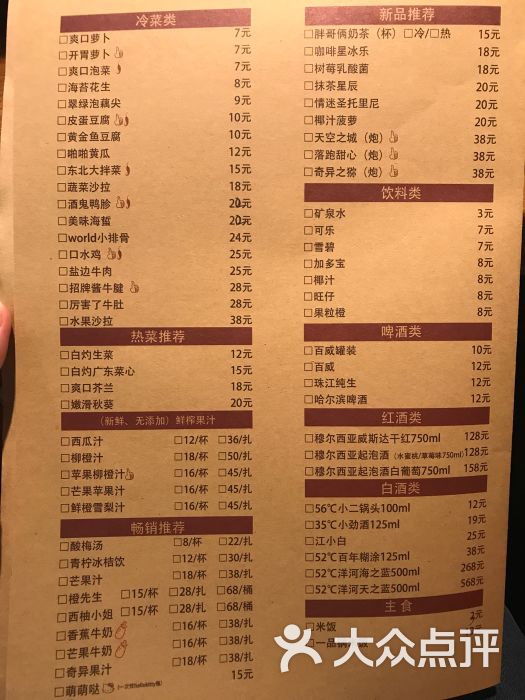 冷菜类
□爽口萝卜 7元
□开胃萝卜 7元
□爽口泡菜 7元
□海苔花生 8元
□翠绿泡藕尖 9元
□皮蛋豆腐 10元
□黄金鱼豆腐 10元
□啪啪黄瓜 12元
□东北大拌菜 15元
□蔬菜沙拉 18元
□酒鬼鸭胗 20元
□美味海蜇 20元
□world小排骨 24元
□口水鸡 25元
□盐边牛肉 25元
□招牌酱牛腱 28元
□厉害了牛肚 28元
□水果沙拉 38元
热菜推荐
□白灼生菜 12元
□白灼广东菜心 15元
□爽口芥兰 18元
□嫩滑秋葵 20元
（新鲜、无添加）鲜榨果汁
□西瓜汁 □12/杯 □36/扎
□柳橙汁 □18/杯 □50/扎
□苹果柳橙汁 □16/杯 □45/扎
□芒果苹果汁 □16/杯 □45/扎
□鲜橙雪梨汁 □16/杯 □45/扎
畅销推荐
□酸梅汤 □8/杯 □22/扎
□青柠冰桔饮 □12/杯 □30/扎
□芒果汁 □18/杯 □38/扎
□橙先生 □15/杯 □28/扎 □68/桶
□西柚小姐 □15/杯 □28/扎 □68/桶
□香蕉牛奶 □16/杯 □38/扎
□芒果牛奶 □16/杯 □38/扎
□奇异果汁 □18/杯 □38/扎
□萌萌哒 15元
新品推荐
□胖哥俩奶茶（杯）□冷/□热 15元
□咖啡星冰乐 18元
□树莓乳酸菌 18元
□抹茶星辰 20元
□情迷圣托里尼 20元
□椰汁菠萝 20元
□天空之城（炮） 38元
□落跑甜心（炮） 38元
□奇异之猕（炮） 38元
饮料类
□矿泉水 3元
□可乐 7元
□雪碧 7元
□加多宝 8元
□椰汁 8元
□旺仔 8元
□果粒橙 8元
啤酒类
□百威罐装 10元
□百威 12元
□珠江纯生 12元
□哈尔滨啤酒 12元
红酒类
□穆尔西亚威斯达干红750ml 128元
□穆尔西亚起泡酒（水蜜桃/草莓味750ml） 128元
□穆尔西亚起泡酒白葡萄750ml 158元
白酒类
□56℃小二锅头100ml 12元
□35℃小劲酒125ml 19元
□江小白 25元
□52℃百年糊涂125ml 38元
□52℃洋河海之蓝500ml 268元
□52℃洋河天之蓝500ml 568元
主食
□米饭 2元
□一品
大众点评